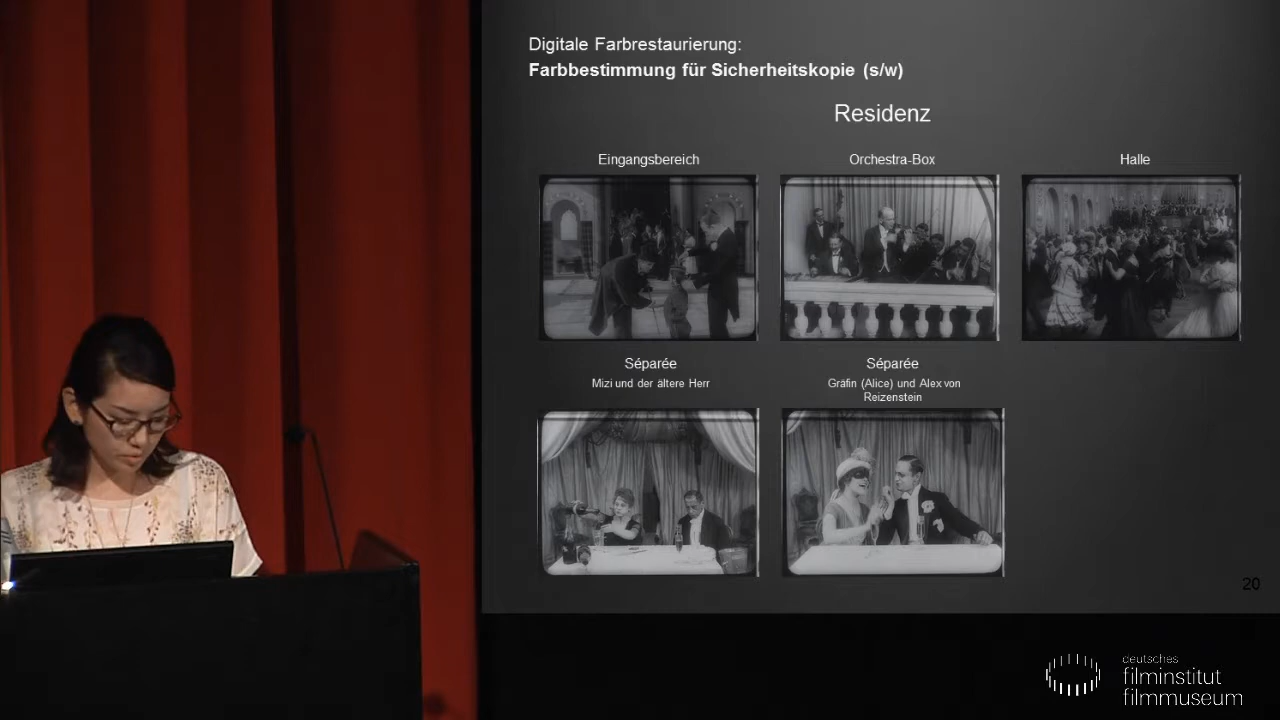 Digitale Farbrestaurierung:
Farbbestimmung für Sicherheitskopie (s/w)
Residenz
Eingangsbereich
Orchestra-Box
Halle
Séparée
Mizi und der ältere Herr
Séparée
Gräfin (Alice) und Alex von
Reizenstein
20
deutsches
filminstitut
filmmuseum